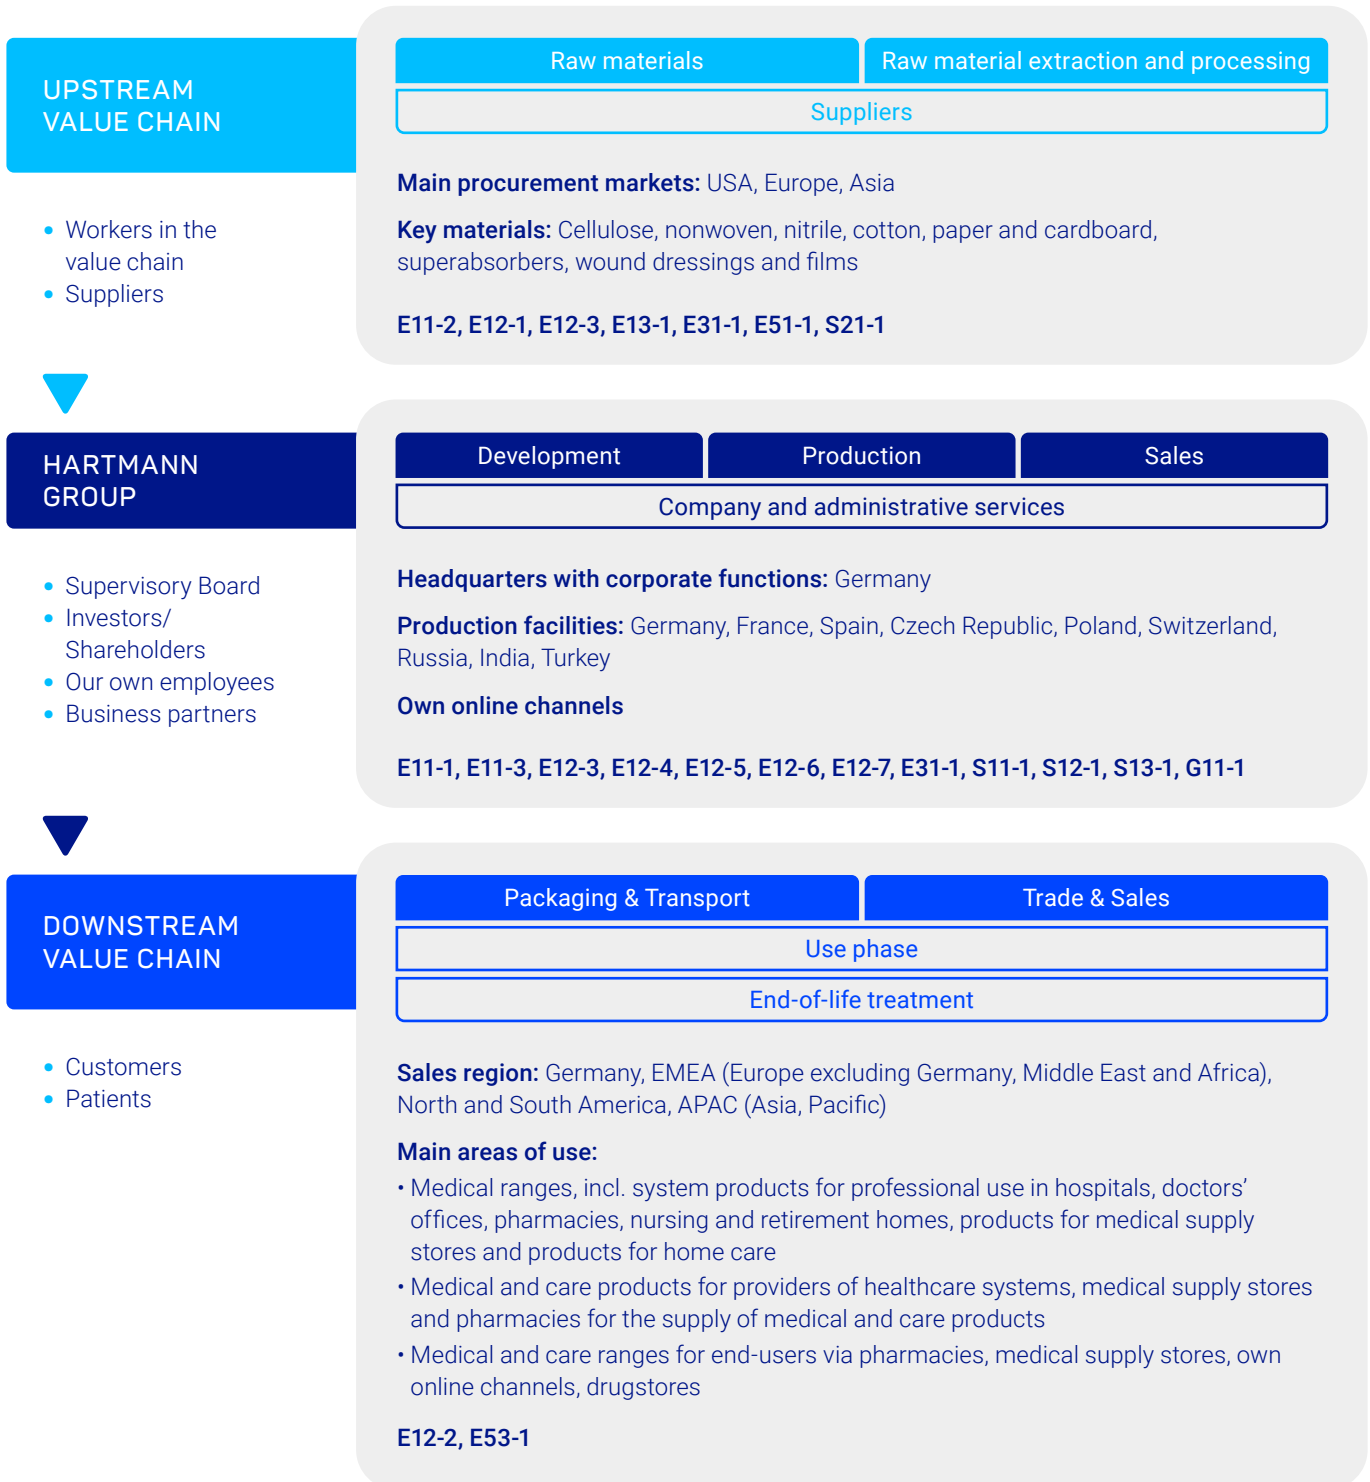 UPSTREAM
VALUE CHAIN
• Workers in the
value chain
• Suppliers
Raw materials
Raw material extraction and processing
Suppliers
Main procurement markets: USA, Europe, Asia
Key materials: Cellulose, nonwoven, nitrile, cotton, paper and cardboard,
superabsorbers, wound dressings and films
E11-2, E12-1, E12-3, E13-1, E31-1, E51-1, S21-1
HARTMANN
GROUP
• Supervisory Board
• Investors/
Shareholders
• Our own employees
• Business partners
Development
Production
Sales
Company and administrative services
Headquarters with corporate functions: Germany
Production facilities: Germany, France, Spain, Czech Republic, Poland, Switzerland,
Russia, India, Turkey
Own online channels
E11-1, E11-3, E12-3, E12-4, E12-5, E12-6, E12-7, E31-1, S11-1, S12-1, S13-1, G11-1
DOWNSTREAM
VALUE CHAIN
• Customers
• Patients
Packaging & Transport
Trade & Sales
Use phase
End-of-life treatment
Sales region: Germany, EMEA (Europe excluding Germany, Middle East and Africa),
North and South America, APAC (Asia, Pacific)
Main areas of use:
• Medical ranges, incl. system products for professional use in hospitals, doctors’
offices, pharmacies, nursing and retirement homes, products for medical supply
stores and products for home care
• Medical and care products for providers of healthcare systems, medical supply stores
and pharmacies for the supply of medical and care products
• Medical and care ranges for end-users via pharmacies, medical supply stores, own
online channels, drugstores
E12-2, E53-1